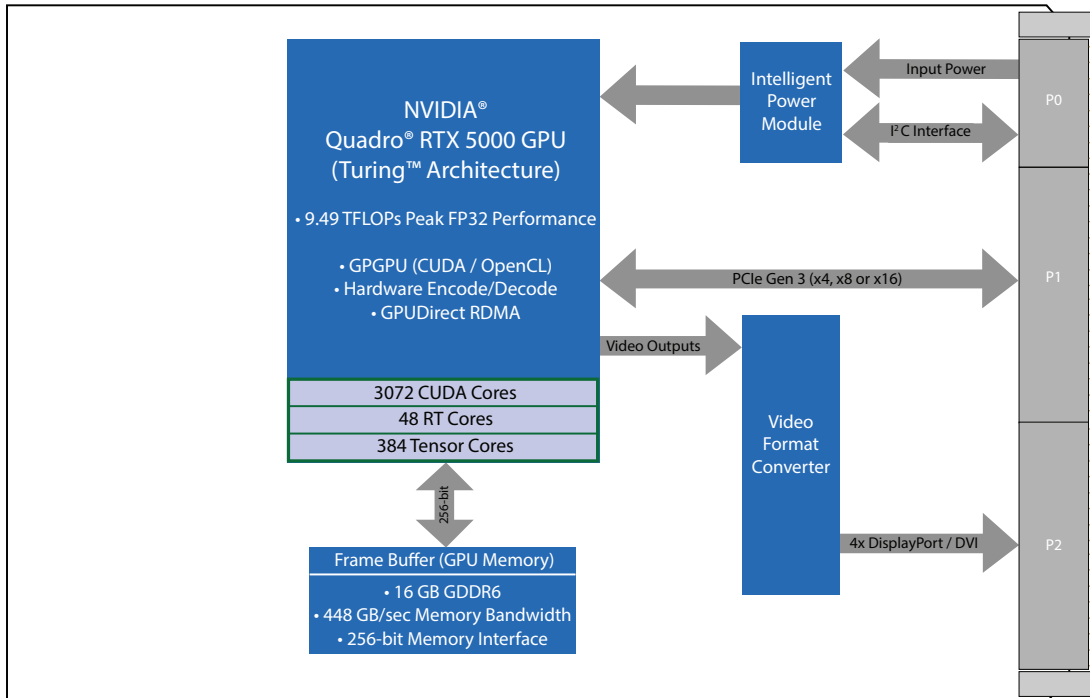 NVIDIA®
Quadro® RTX 5000 GPU
(Turing™ Architecture)
• 9.49 TFLOPs Peak FP32 Performance
• GPGPU (CUDA / OpenCL)
• Hardware Encode/Decode
• GPUDirect RDMA
3072 CUDA Cores
48 RT Cores
384 Tensor Cores
256-bit
Frame Buffer (GPU Memory)
• 16 GB GDDR6
• 448 GB/sec Memory Bandwidth
• 256-bit Memory Interface
Intelligent
Power
Module
Input Power
I² C Interface
PCIe Gen 3 (x4, x8 or x16)
Video Outputs
Video
Format
Converter
4x DisplayPort / DVI
P0
P1
P2